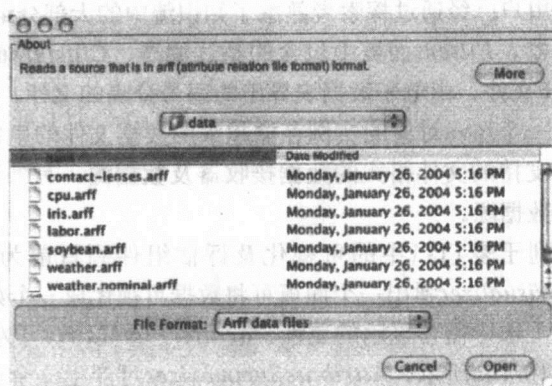 About
Reads a source that is in arff (attribute relation file format) format.
More
data
Date Modified
contact-lenses.arff Monday, January 26, 2004 5:16 PM
cpu.arff Monday, January 26, 2004 5:16 PM
iris.arff Monday, January 26, 2004 5:16 PM
labor.arff Monday, January 26, 2004 5:16 PM
soybean.arff Monday, January 26, 2004 5:16 PM
weather.arff Monday, January 26, 2004 5:16 PM
weather.nominal.arff Monday, January 26, 2004 5:16 PM
File Format: Arff data files
Cancel Open